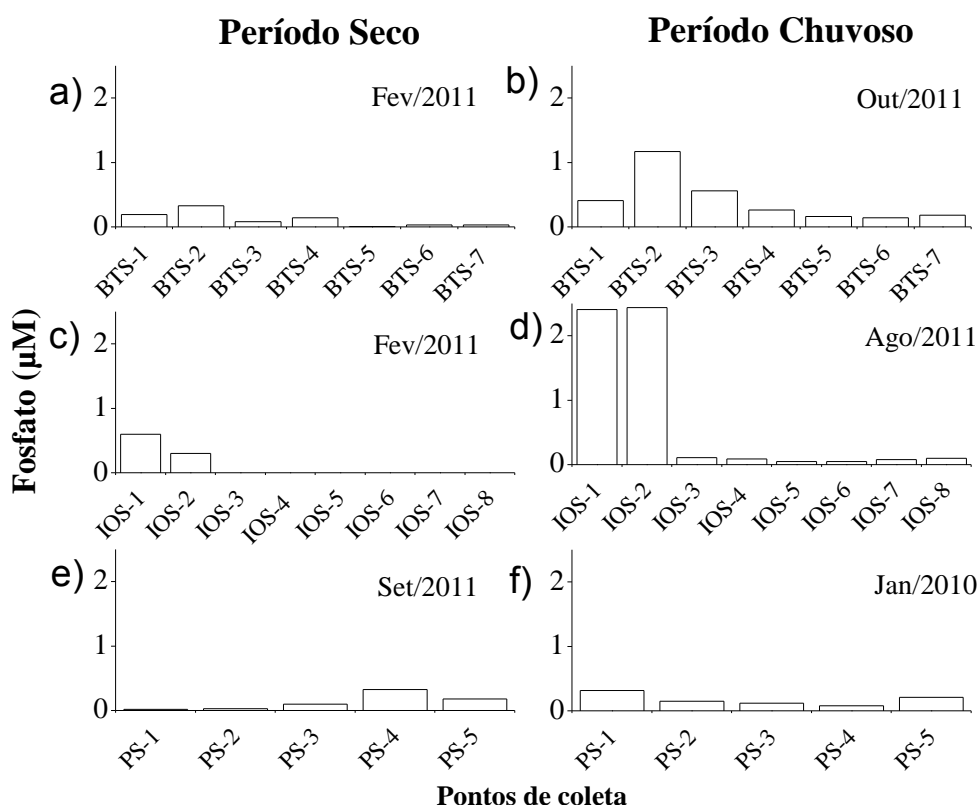 Período Seco
Período Chuvoso
a)
Fev/2011
2
1
0
BTS-1
BTS-2
BTS-3
BTS-4
BTS-5
BTS-6
BTS-7
b)
Out/2011
2
1
0
BTS-1
BTS-2
BTS-3
BTS-4
BTS-5
BTS-6
BTS-7
Fosfato (μM)
c)
Fev/2011
2
1
0
IOS-1
IOS-2
IOS-3
IOS-4
IOS-5
IOS-6
IOS-7
IOS-8
d)
Ago/2011
2
1
0
IOS-1
IOS-2
IOS-3
IOS-4
IOS-5
IOS-6
IOS-7
IOS-8
e)
Set/2011
2
1
0
PS-1
PS-2
PS-3
PS-4
PS-5
f)
Jan/2010
2
1
0
PS-1
PS-2
PS-3
PS-4
PS-5
Pontos de coleta